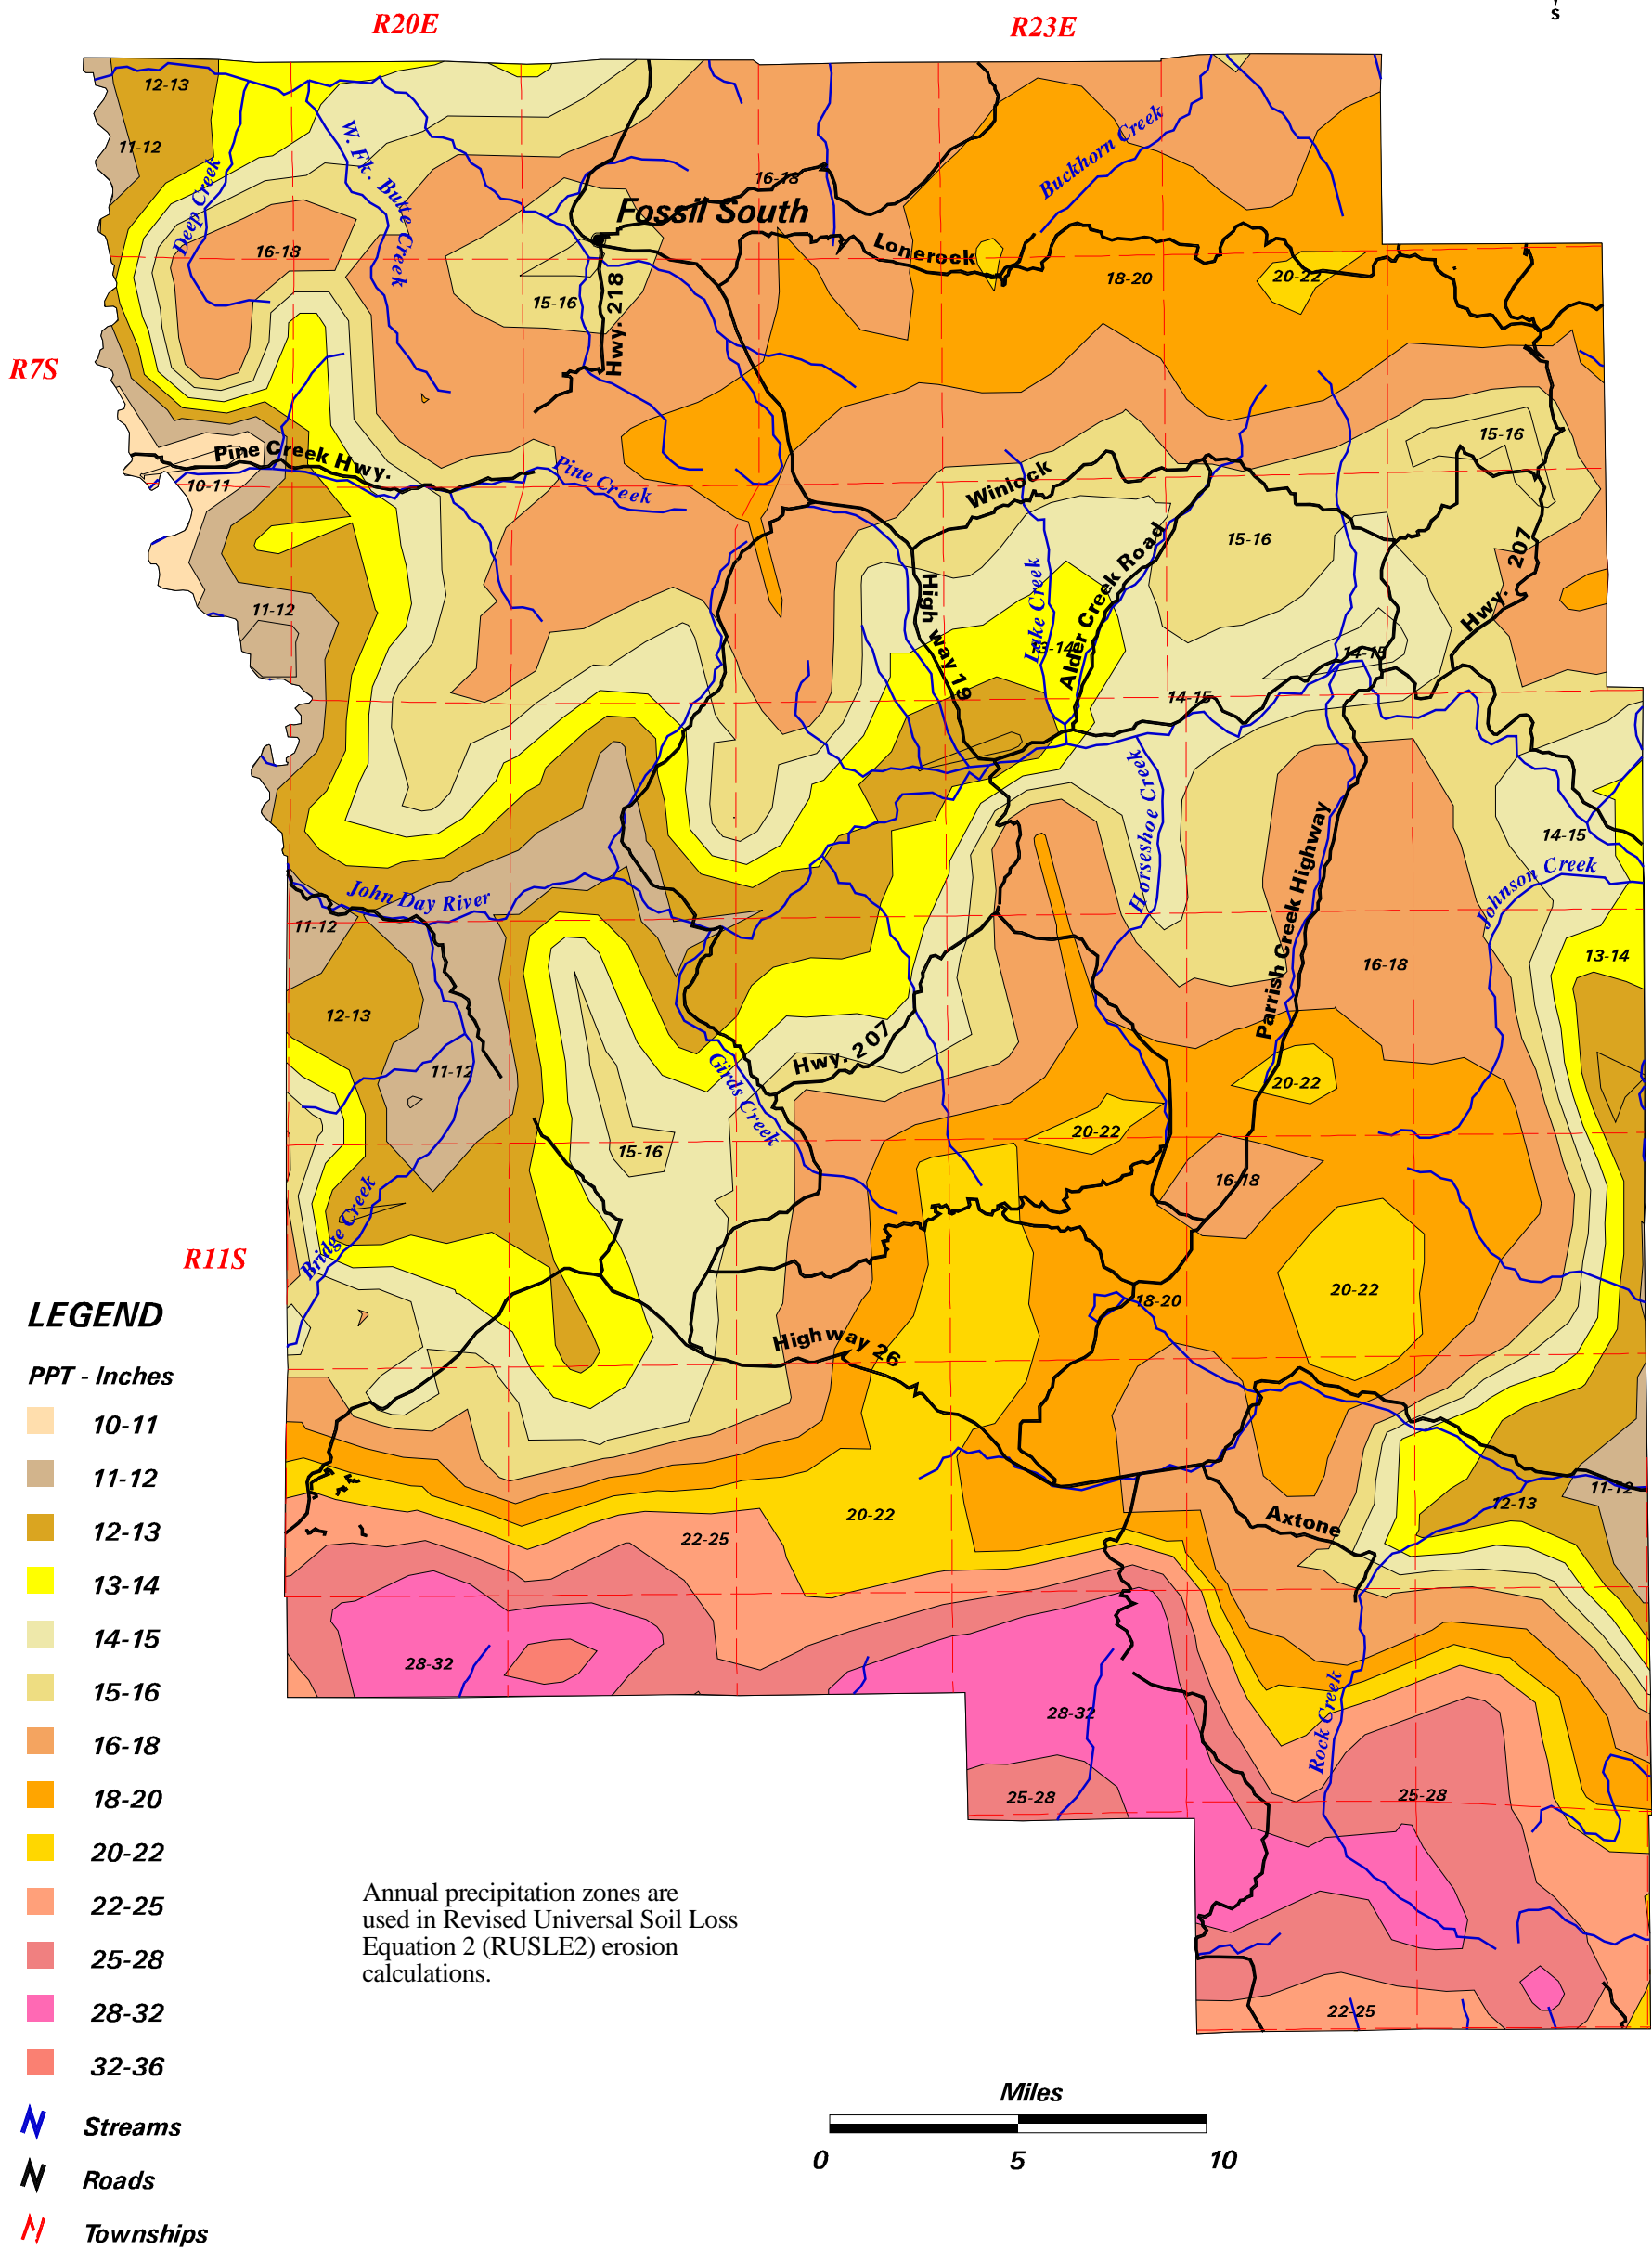 S
R20E
R23E
12-13
11-12
W. Fk. Butte Creek
Deep Creek
Buckhorn Creek
16-18
Fossil South
16-18
Lonerock
18-20
20-22
15-16
Hwy. 218
R7S
15-16
Pine Creek Hwy.
10-11
Pine Creek
Winlock
15-16
Hwy. 207
11-12
Highway 19
Lake Creek
13-14
Alder Creek Road
14-15
14-15
Horseshoe Creek
Parrish Creek Highway
14-15
Johnson Creek
John Day River
11-12
13-14
16-18
12-13
11-12
Hwy. 207
Girds Creek
20-22
20-22
15-16
16-18
Bridge Creek
R11S
20-22
18-20
Highway 26
11-12
12-13
Axtone
20-22
22-25
28-32
28-32
Rock Creek
25-28
25-28
22-25
LEGEND
PPT - Inches
10-11
11-12
12-13
13-14
14-15
15-16
16-18
18-20
20-22
22-25
25-28
28-32
32-36
Streams
Roads
Townships
Annual precipitation zones are
used in Revised Universal Soil Loss
Equation 2 (RUSLE2) erosion
calculations.
Miles
0 5 10